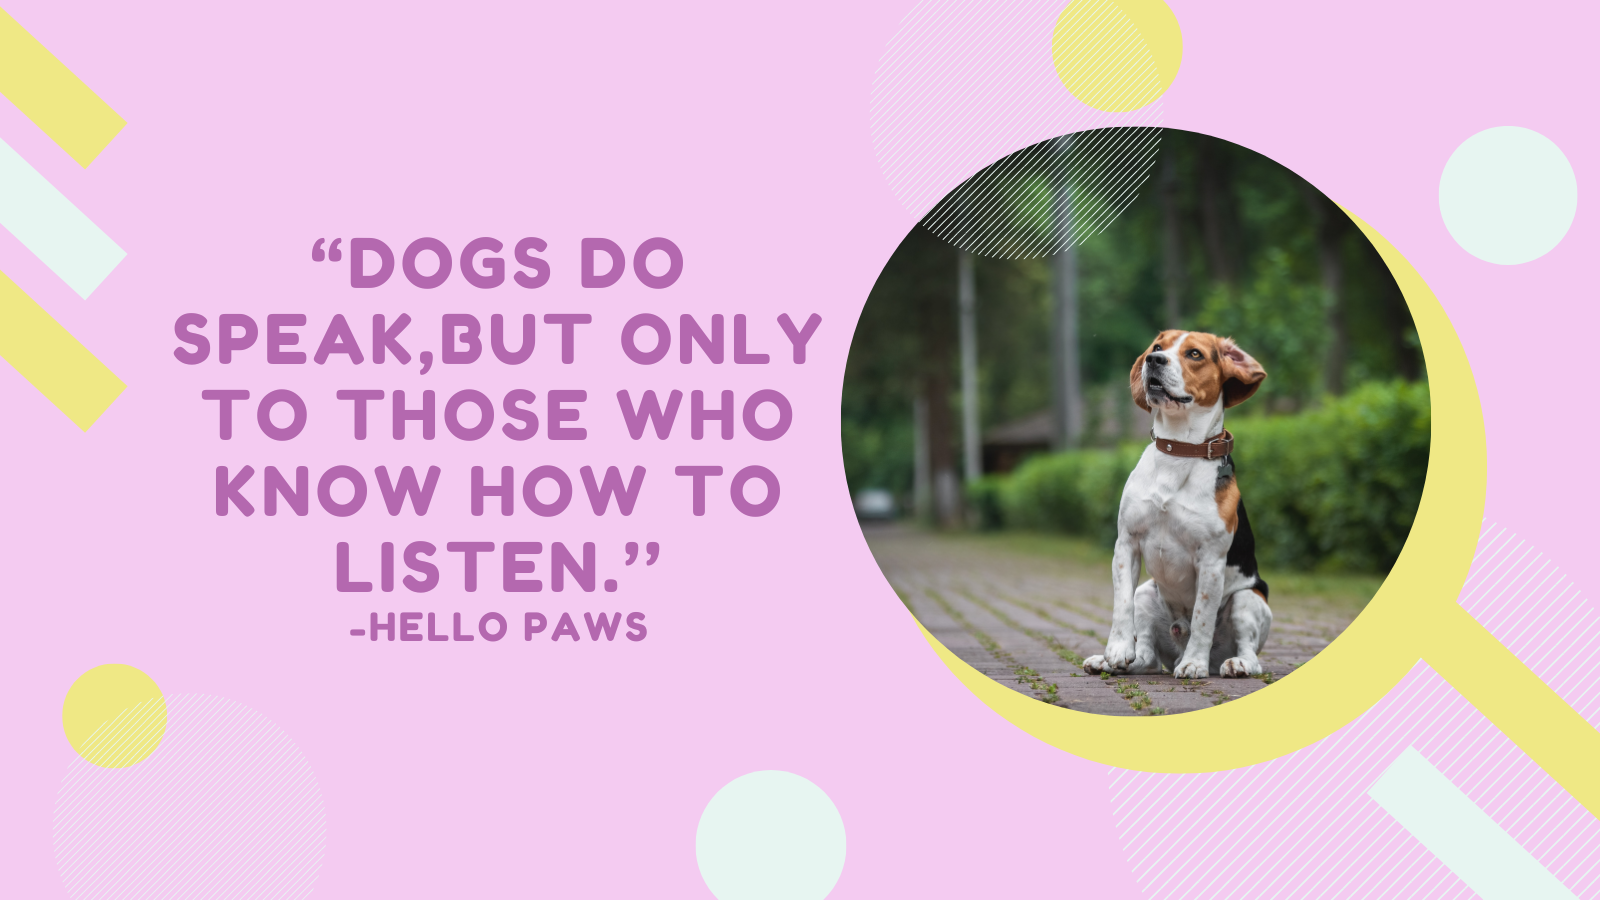 “DOGS DO
SPEAK,BUT ONLY
TO THOSE WHO
KNOW HOW TO
LISTEN.’’
-HELLO PAWS